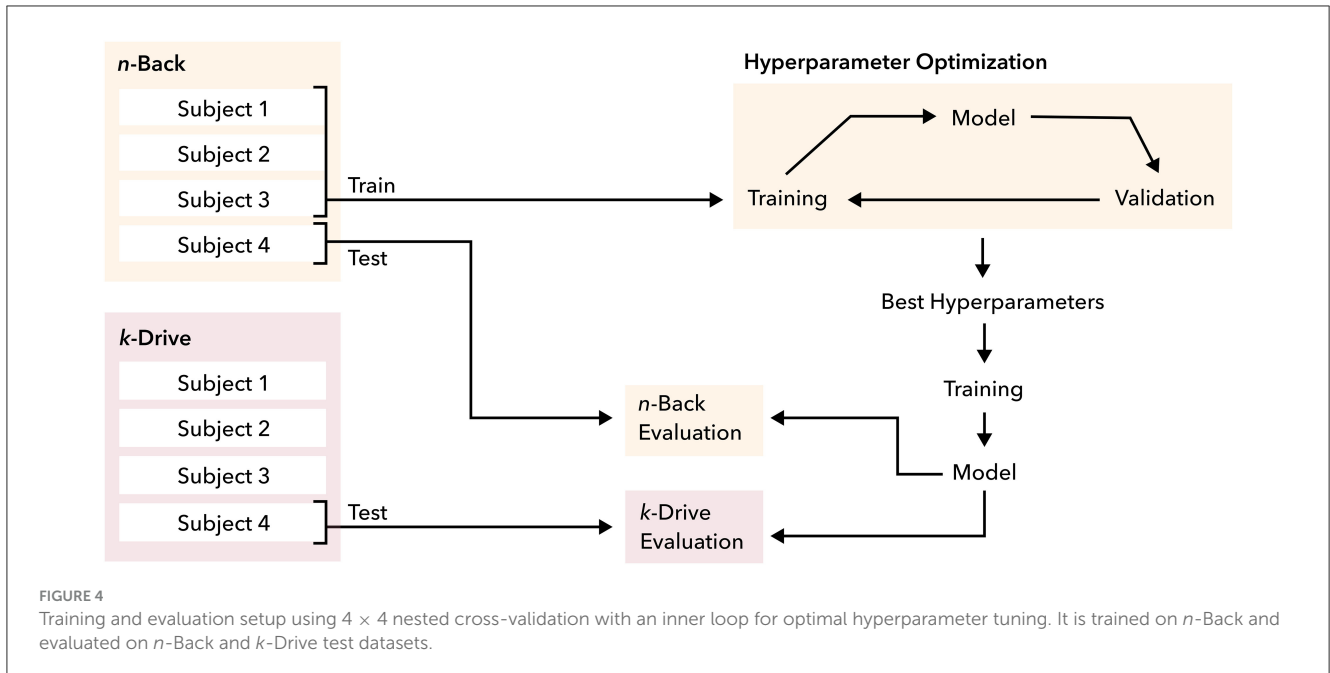 n-Back
Subject 1
Subject 2
Subject 3
Subject 4
Train
Test
k-Drive
Subject 1
Subject 2
Subject 3
Subject 4
Test
Hyperparameter Optimization
Model
Training
Validation
Best Hyperparameters
Training
Model
n-Back
Evaluation
k-Drive
Evaluation
FIGURE 4
Training and evaluation setup using 4 × 4 nested cross-validation with an inner loop for optimal hyperparameter tuning. It is trained on n-Back and
evaluated on n-Back and k-Drive test datasets.